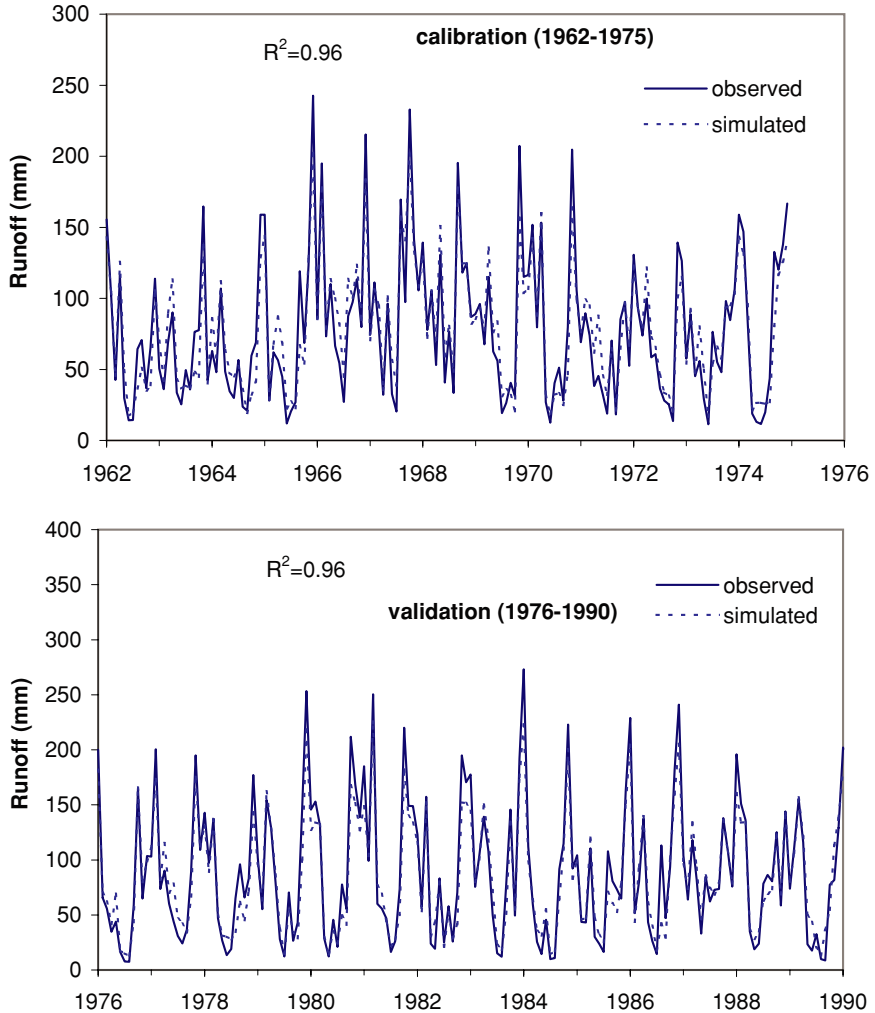 300
250
200
150
100
50
0
Runoff (mm)
calibration (1962-1975)
R²=0.96
observed
simulated
1962 1964 1966 1968 1970 1972 1974 1976
400
350
300
250
200
150
100
50
0
Runoff (mm)
R²=0.96
validation (1976-1990)
observed
simulated
1976 1978 1980 1982 1984 1986 1988 1990